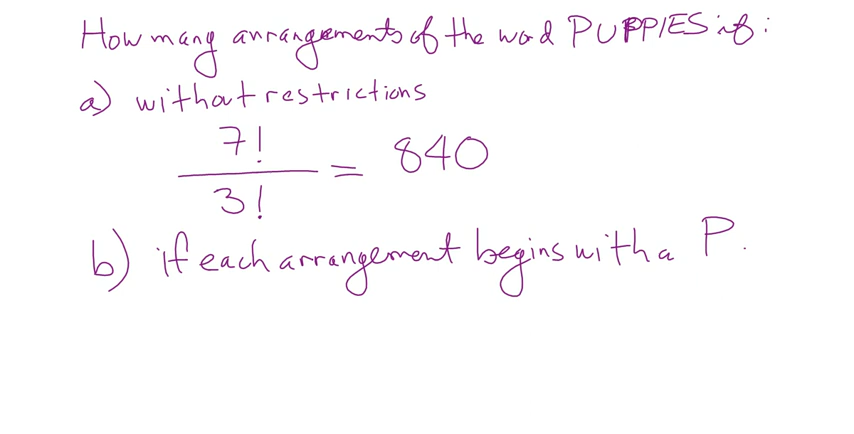 How many arrangements of the word PUPPIES if:
a) without restrictions
7!
3! = 840
b) if each arrangement begins with a P.